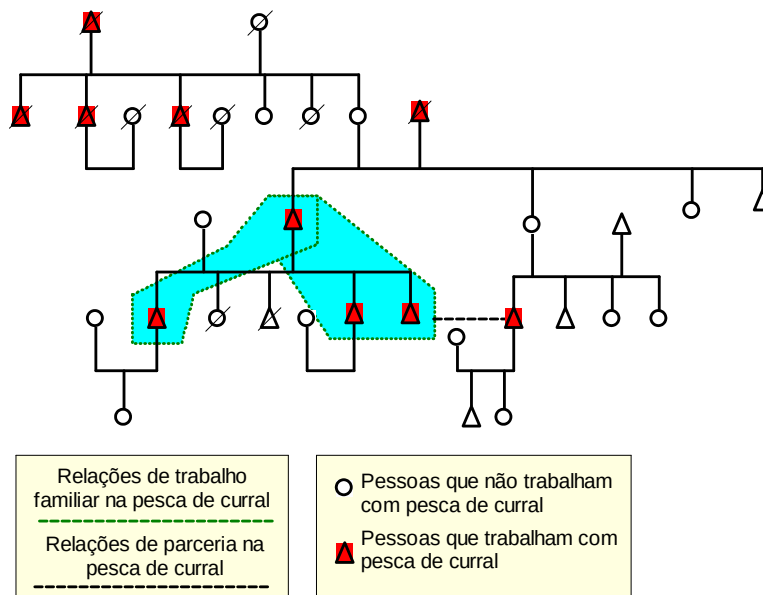 Relações de trabalho
familiar na pesca de curral
Relações de parceria na
pesca de curral
Pessoas que não trabalham
com pesca de curral
Pessoas que trabalham com
pesca de curral